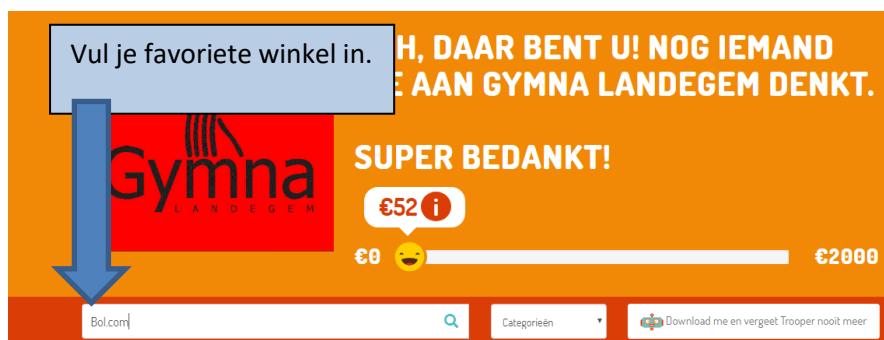 Vul je favoriete winkel in.
H, DAAR BENT U! NOG IEMAND
E AAN GYMNA LANDEGEM DENKT.
Gymna
LANDEGEM
SUPER BEDANKT!
€52 i
€0 €2000
Bol.com
Categorieën
Download me en vergeet Trooper nooit meer